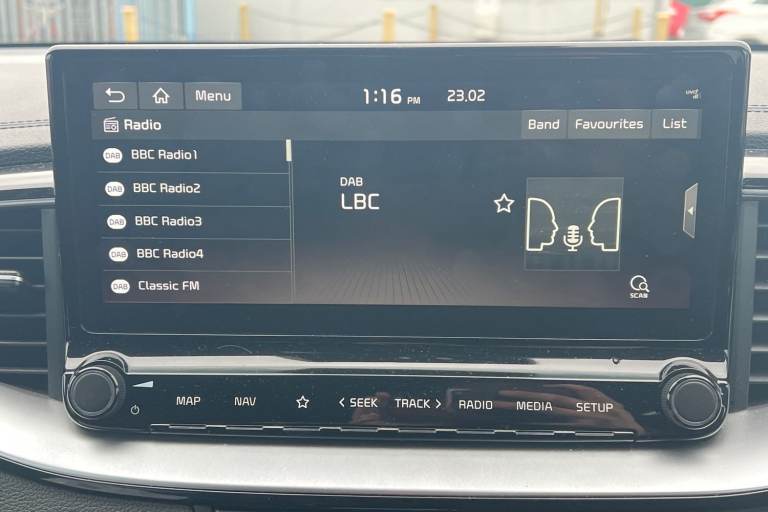 Menu 1:16 PM 23.02
Radio Band Favourites List
DAB BBC Radio1
DAB BBC Radio2
DAB BBC Radio3
DAB BBC Radio4
DAB Classic FM
DAB
LBC
SCAN
MAP NAV < SEEK TRACK > RADIO MEDIA SETUP